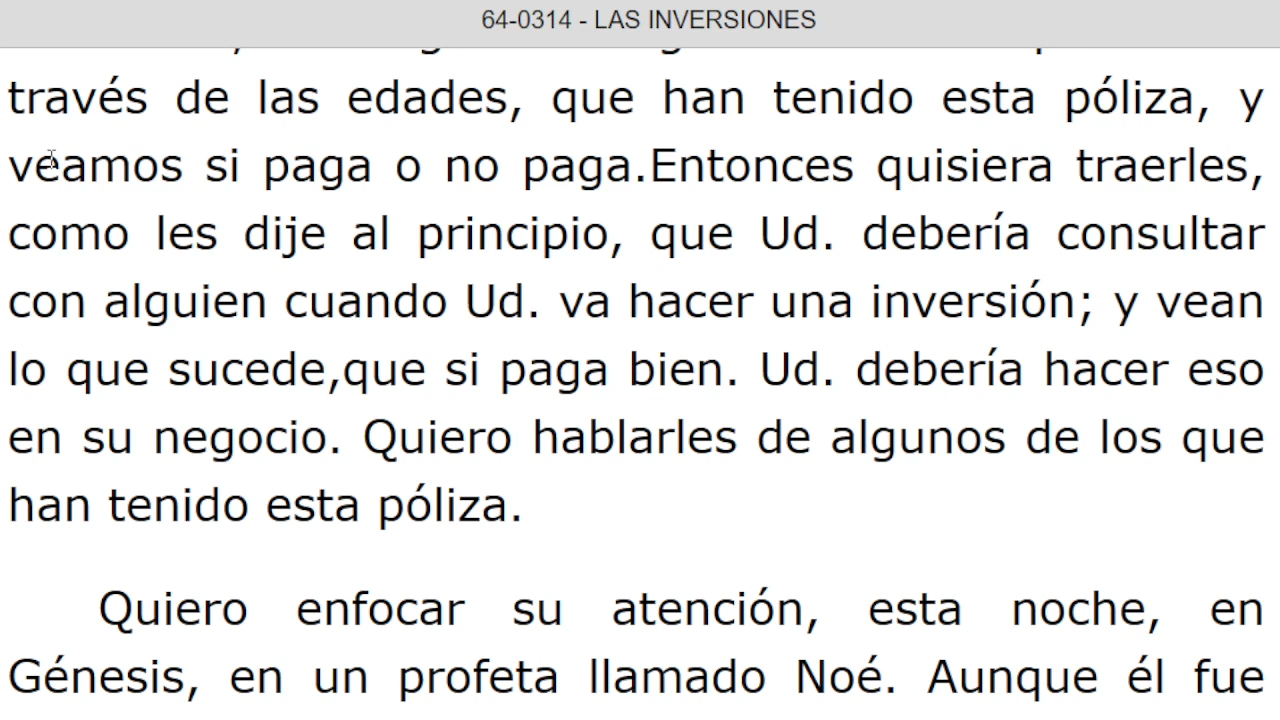 64-0314 - LAS INVERSIONES
través de las edades, que han tenido esta póliza, y
veamos si paga o no paga.Entonces quisiera traerles,
como les dije al principio, que Ud. debería consultar
con alguien cuando Ud. va hacer una inversión; y vean
lo que sucede,que si paga bien. Ud. debería hacer eso
en su negocio. Quiero hablarles de algunos de los que
han tenido esta póliza.
Quiero enfocar su atención, esta noche, en
Génesis, en un profeta llamado Noé. Aunque él fue